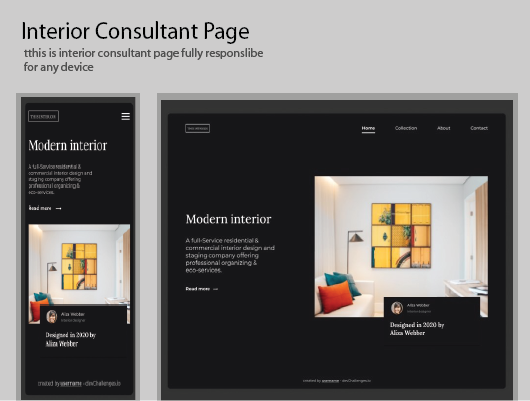 Interior Consultant Page
tthis is interior consultant page fully responslibe
for any device
Modern interior
A full-Service residential &
commercial interior design and
staging company offering
professional organizing &
eco-services.
Read more →
Aliza Webber
Interior designer
Designed in 2020 by
Aliza Webber
created by username - devChallenges.io
Home
Collection
About
Contact
Modern interior
A full-Service residential &
commercial interior design and
staging company offering
professional organizing &
eco-services.
Read more →
Aliza Webber
Interior designer
Designed in 2020 by
Aliza Webber
created by username - devChallenges.io